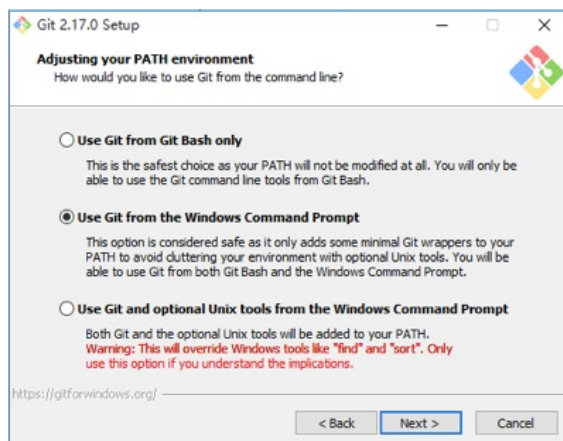 Git 2.17.0 Setup
Adjusting your PATH environment
How would you like to use Git from the command line?
Use Git from Git Bash only
This is the safest choice as your PATH will not be modified at all. You will only be
able to use the Git command line tools from Git Bash.
Use Git from the Windows Command Prompt
This option is considered safe as it only adds some minimal Git wrappers to your
PATH to avoid cluttering your environment with optional Unix tools. You will be
able to use Git from both Git Bash and the Windows Command Prompt.
Use Git and optional Unix tools from the Windows Command Prompt
Both Git and the optional Unix tools will be added to your PATH.
Warning: This will override Windows tools like "find" and "sort". Only
use this option if you understand the implications.
https://gitforwindows.org/
< Back Next > Cancel